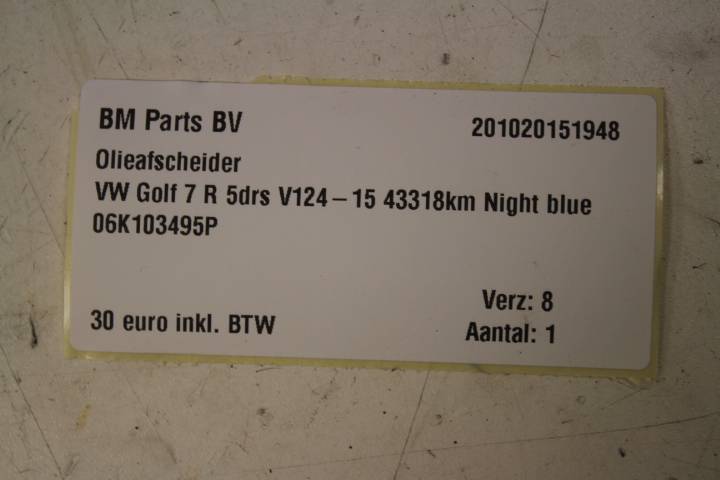 BM Parts BV 201020151948
Olieafscheider
VW Golf 7 R 5drs V124-15 43318km Night blue
06K103495P
Verz: 8
30 euro inkl. BTW Aantal: 1